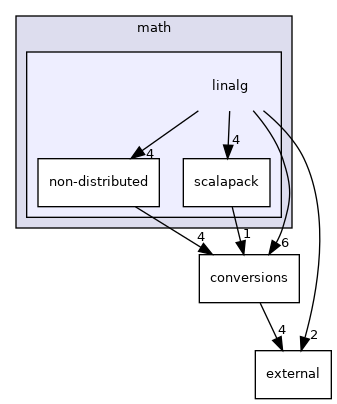 math
linalg
4
4
non-distributed
scalapack
4
1
6
conversions
4
2
external